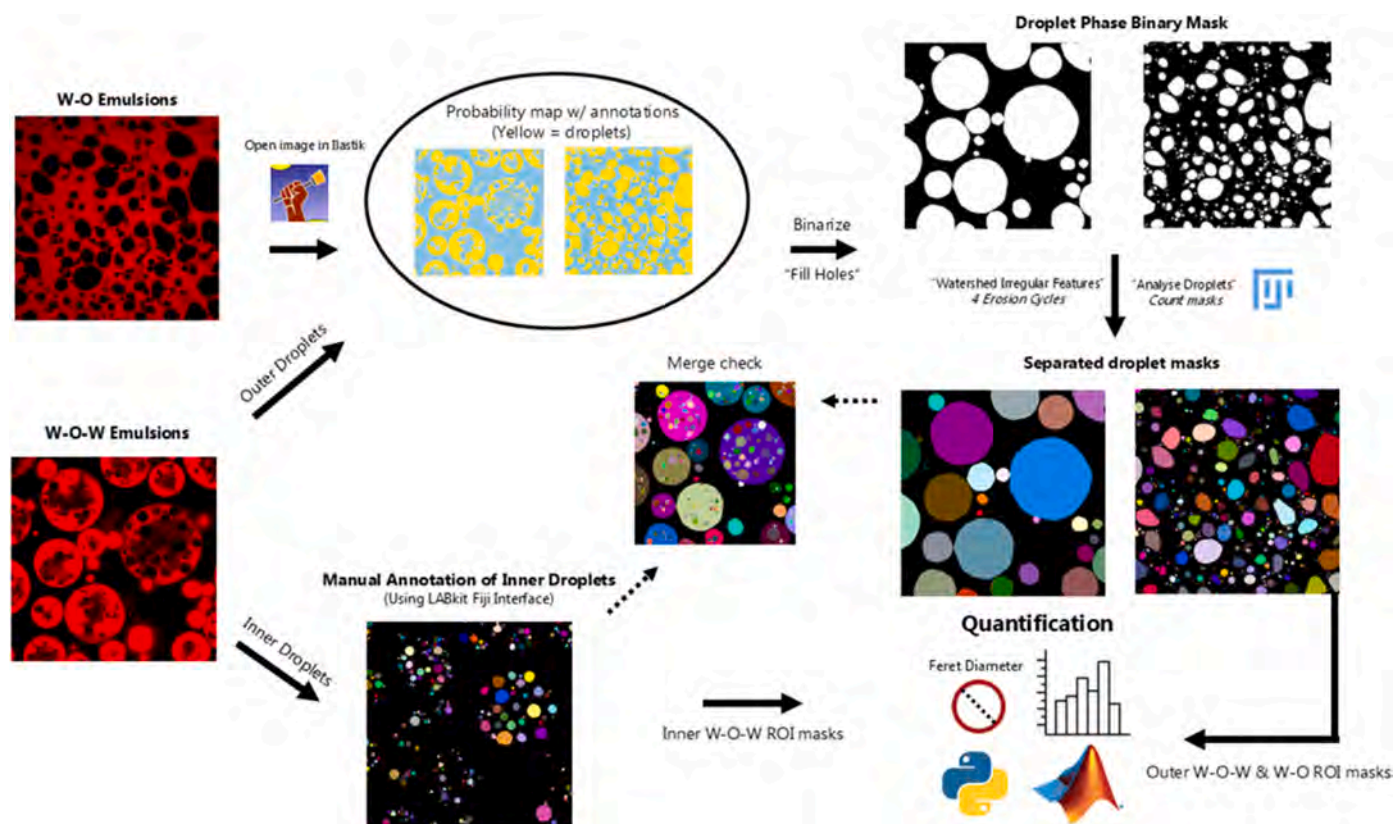 Droplet Phase Binary Mask
W-O Emulsions
Open image in Ilastik
Probability map w/ annotations
(Yellow = droplets)
Binarize
"Fill Holes"
"Watershed Irregular Features"
4 Erosion Cycles
"Analyse Droplets"
Count masks
Outer Droplets
Merge check
Separated droplet masks
W-O-W Emulsions
Manual Annotation of Inner Droplets
(Using LABkit Fiji Interface)
Inner Droplets
Quantification
Feret Diameter
Inner W-O-W ROI masks
Outer W-O-W & W-O ROI masks